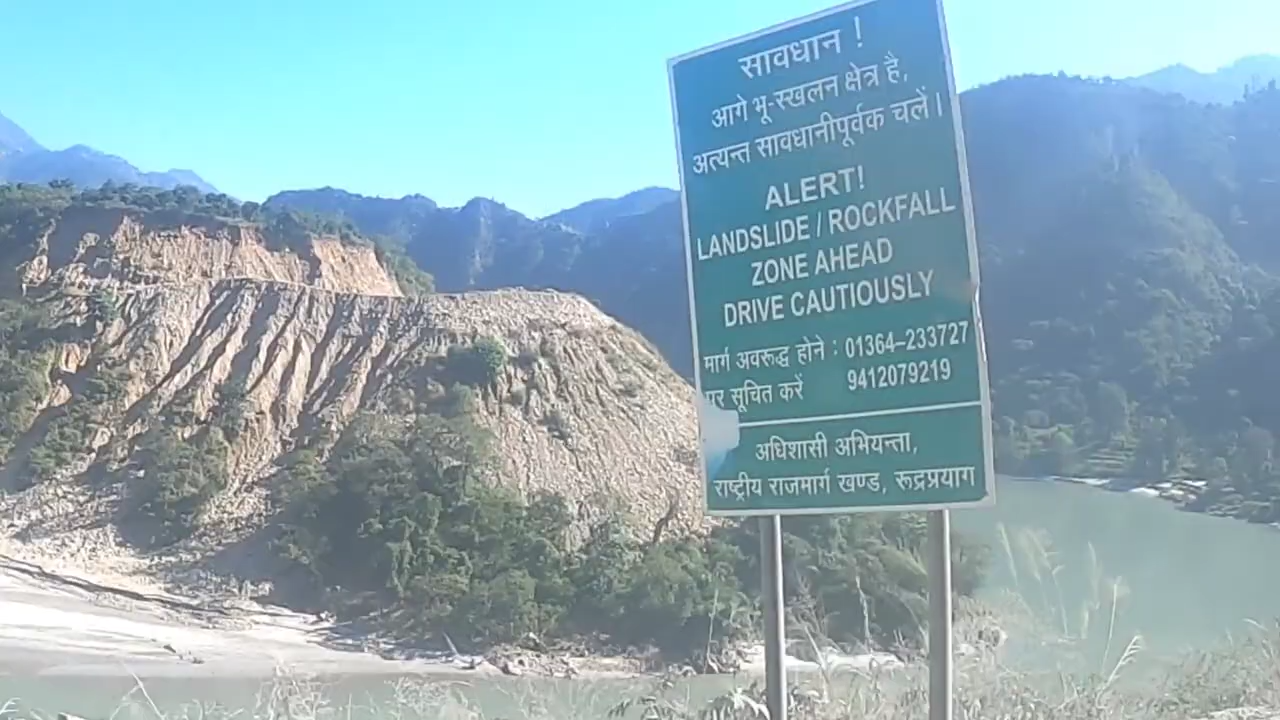 सावधान !
आगे भू-स्खलन क्षेत्र है,
अत्यन्त सावधानीपूर्वक चलें।
ALERT!
LANDSLIDE / ROCKFALL
ZONE AHEAD
DRIVE CAUTIOUSLY
मार्ग अवरूद्ध होने : 01364–233727
पर सूचित करें 9412079219
अधिशासी अभियन्ता,
राष्ट्रीय राजमार्ग खण्ड, रूद्रप्रयाग